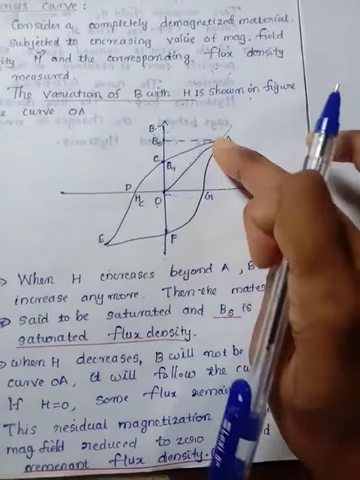 curve:
Consider a completely demagnetized material.
subjected to increasing value of mag. field
H and the corresponding flux density
measured.
The variation of B with H is shown in figure
curve OA
B
Bs
C
Br
D
Hc
O
G
E
F
When H increases beyond A, B
increase any more. Then the mate
said to be saturated and Bs is
saturated flux density.
when H decreases, B will not be
curve OA, it will follow the cu
If H=0, some flux remain
This residual magnetization
mag field reduced to zero
remenant flux density.